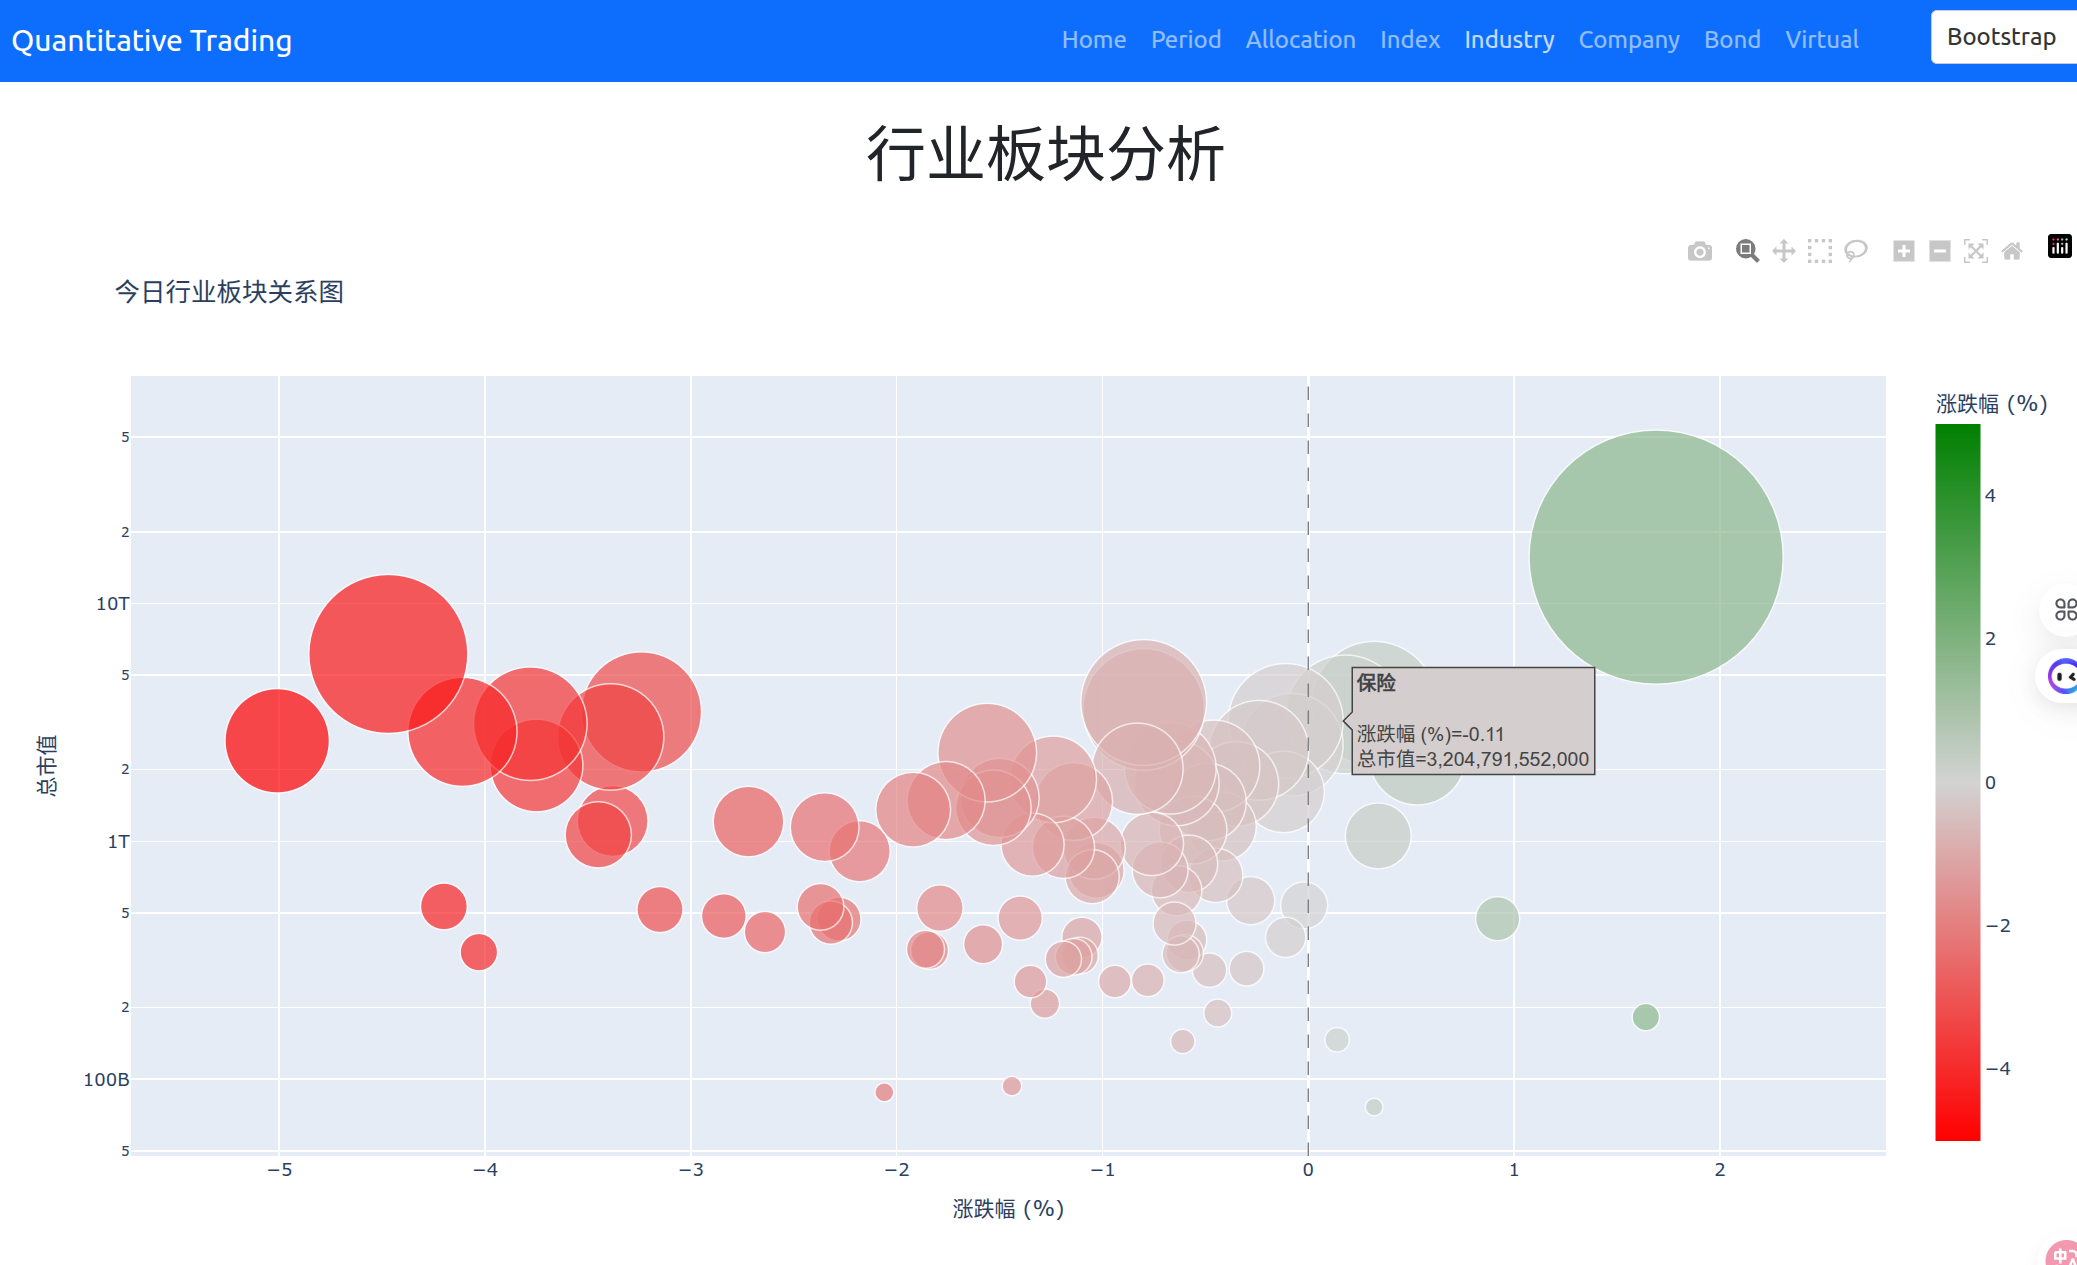 Quantitative Trading
Home Period Allocation Index Industry Company Bond Virtual
Bootstrap
行业板块分析
今日行业板块关系图
涨跌幅 (%)
5
2
10T
5
2
1T
5
2
100B
5
总市值
保险
涨跌幅 (%)=-0.11
总市值=3,204,791,552,000
4
2
0
−2
−4
−5 −4 −3 −2 −1 0 1 2
涨跌幅 (%)
中